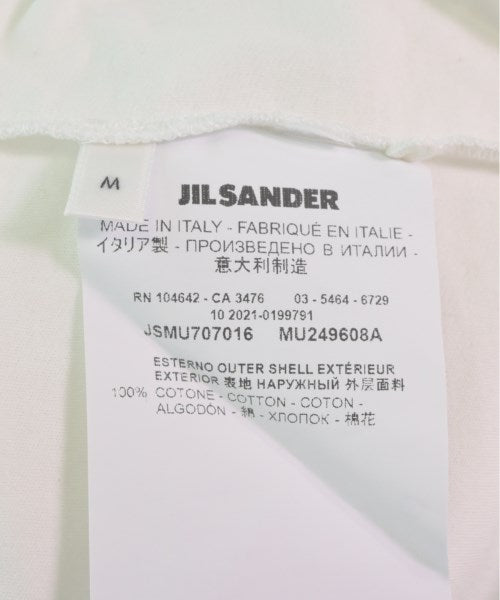 M
JIL SANDER
MADE IN ITALY - FABRIQUÉ EN ITALIE -
イタリア製 - ПРОИЗВЕДЕНО В ИТАЛИИ -
意大利制造
RN 104642 - CA 3476 03 - 5464 - 6729
10 2021-0199791
JSMU707016 MU249608A
ESTERNO OUTER SHELL EXTÉRIEUR
EXTERIOR 表地 НАРУЖНЫЙ 外层面料
100% COTONE - COTTON - COTON -
ALGODÓN - 綿 - ХЛОПОК - 棉花